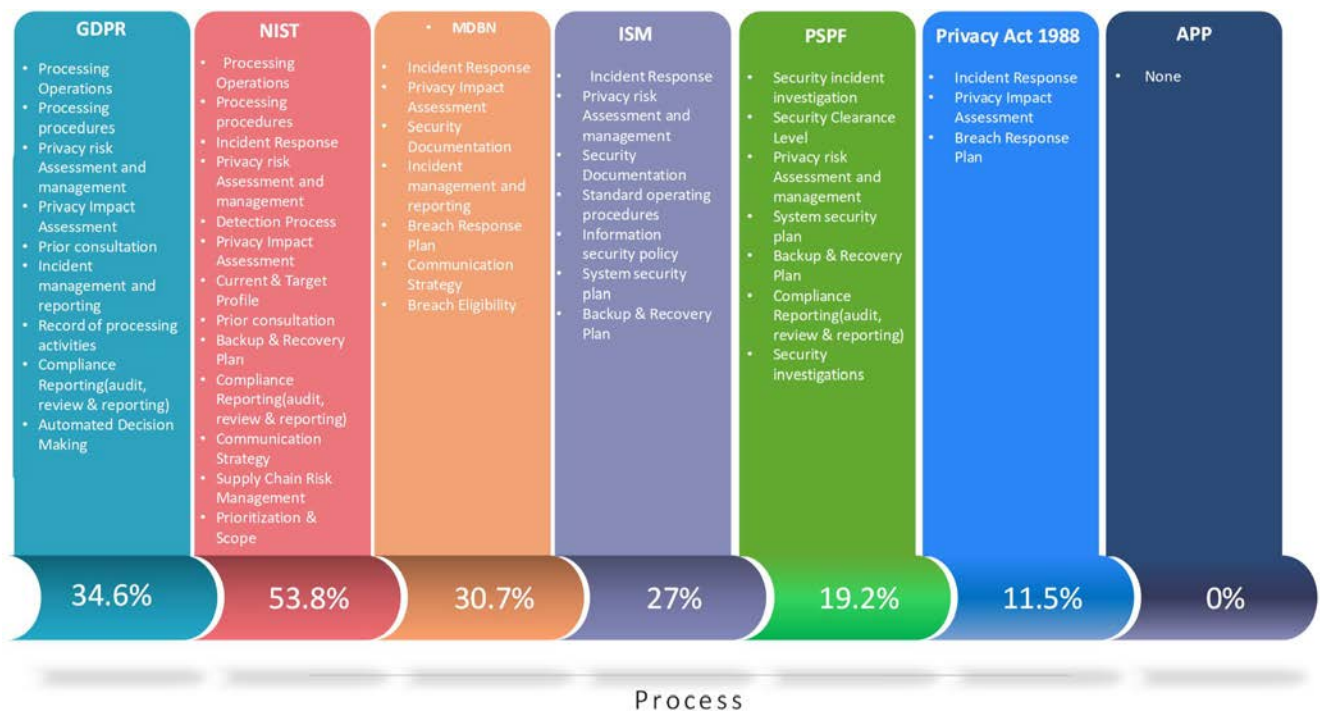 GDPR
• Processing
Operations
• Processing
procedures
• Privacy risk
Assessment and
management
• Privacy Impact
Assessment
• Prior consultation
• Incident
management and
reporting
• Record of processing
activities
• Compliance
Reporting(audit,
review & reporting)
• Automated Decision
Making
34.6%
NIST
• Processing
Operations
• Processing
procedures
• Incident Response
• Privacy risk
Assessment and
management
• Detection Process
• Privacy Impact
Assessment
• Current & Target
Profile
• Prior consultation
• Backup & Recovery
Plan
• Compliance
Reporting(audit,
review & reporting)
• Communication
Strategy
• Supply Chain Risk
Management
• Prioritization &
Scope
53.8%
• MDBN
• Incident Response
• Privacy Impact
Assessment
• Security
Documentation
• Incident
management and
reporting
• Breach Response
Plan
• Communication
Strategy
• Breach Eligibility
30.7%
ISM
• Incident Response
• Privacy risk
Assessment and
management
• Security
Documentation
• Standard operating
procedures
• Information
security policy
• System security
plan
• Backup & Recovery
Plan
27%
PSPF
• Security incident
investigation
• Security Clearance
Level
• Privacy risk
Assessment and
management
• System security
plan
• Backup & Recovery
Plan
• Compliance
Reporting(audit,
review & reporting)
• Security
investigations
19.2%
Privacy Act 1988
• Incident Response
• Privacy Impact
Assessment
• Breach Response
Plan
11.5%
APP
• None
0%
Process